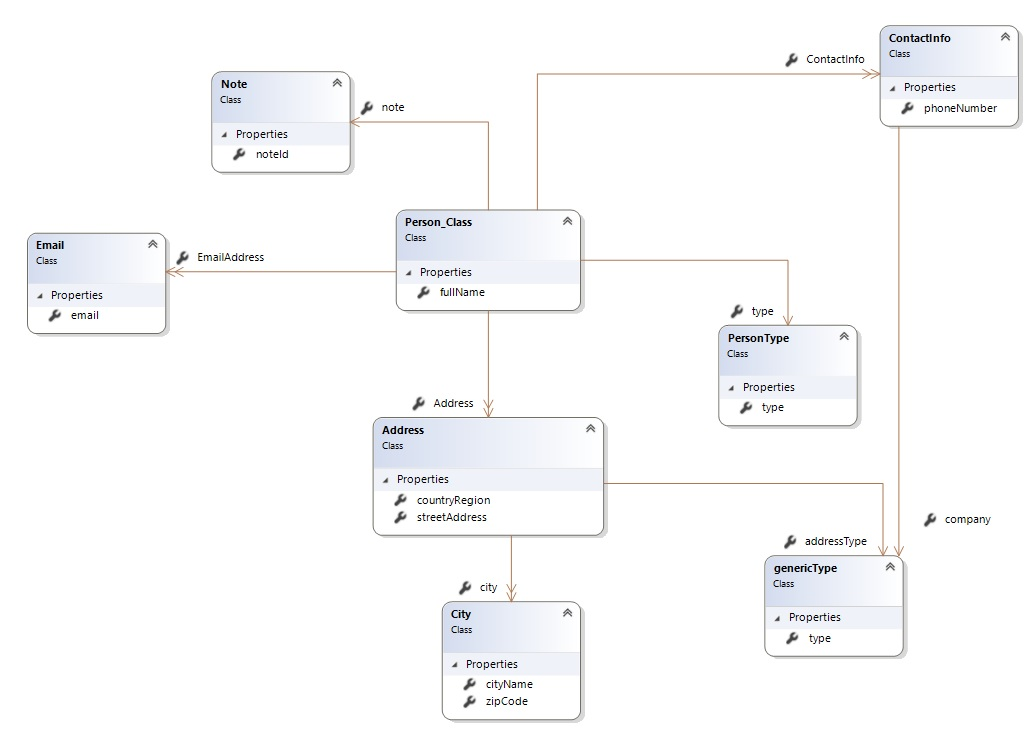 ContactInfo
Class
Properties
phoneNumber
ContactInfo
Note
Class
Properties
noteId
note
Person_Class
Class
Properties
fullName
Email
Class
Properties
email
EmailAddress
type
PersonType
Class
Properties
type
Address
Address
Class
Properties
countryRegion
streetAddress
company
addressType
genericType
Class
Properties
type
city
City
Class
Properties
cityName
zipCode